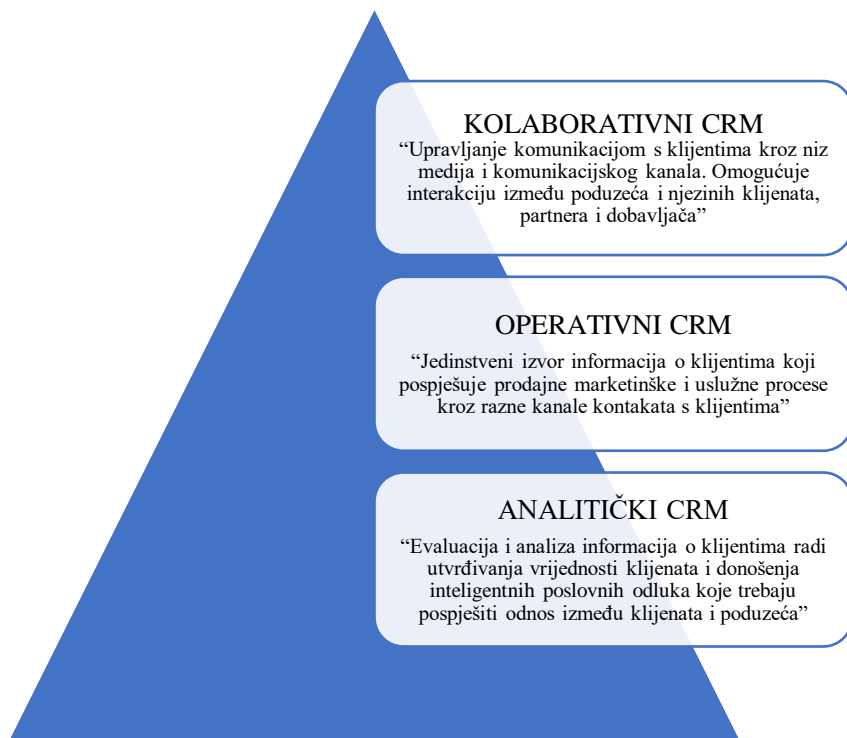 KOLABORATIVNI CRM
“Upravljanje komunikacijom s klijentima kroz niz
medija i komunikacijskog kanala. Omogućuje
interakciju između poduzeća i njezinih klijenata,
partnera i dobavljača”
OPERATIVNI CRM
“Jedinstveni izvor informacija o klijentima koji
pospješuje prodajne marketinške i uslužne procese
kroz razne kanale kontakata s klijentima”
ANALITIČKI CRM
“Evaluacija i analiza informacija o klijentima radi
utvrđivanja vrijednosti klijenata i donošenja
inteligentnih poslovnih odluka koje trebaju
pospješiti odnos između klijenata i poduzeća”